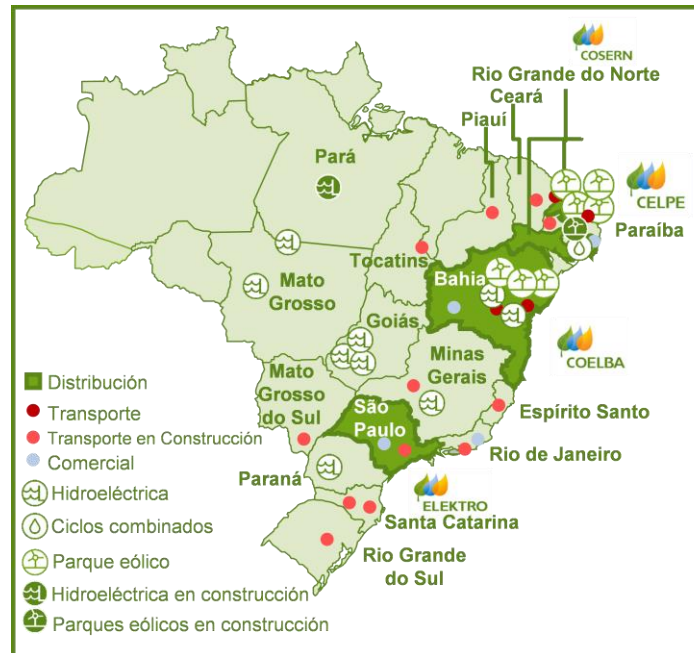 COSERN
Rio Grande do Norte
Ceará
Piauí
Pará
CELPE
Paraíba
Tocatins
Mato
Grosso
Bahia
Goiás
COELBA
Minas
Gerais
Mato
Grosso
do Sul
São
Paulo
Espírito Santo
Rio de Janeiro
Paraná
ELEKTRO
Santa Catarina
Rio Grande
do Sul
Distribución
Transporte
Transporte en Construcción
Comercial
Hidroeléctrica
Ciclos combinados
Parque eólico
Hidroeléctrica en construcción
Parques eólicos en construcción